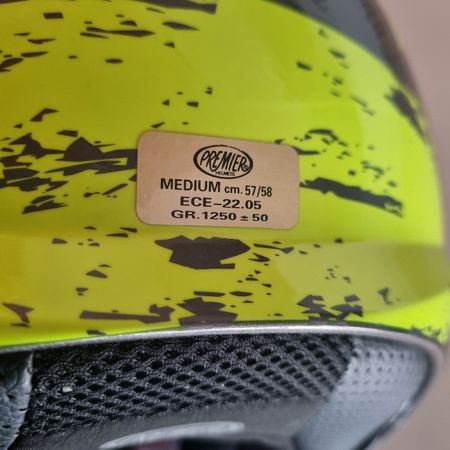 PREMIER
HELMETS
MEDIUM cm. 57/58
ECE-22.05
GR. 1250 ± 50